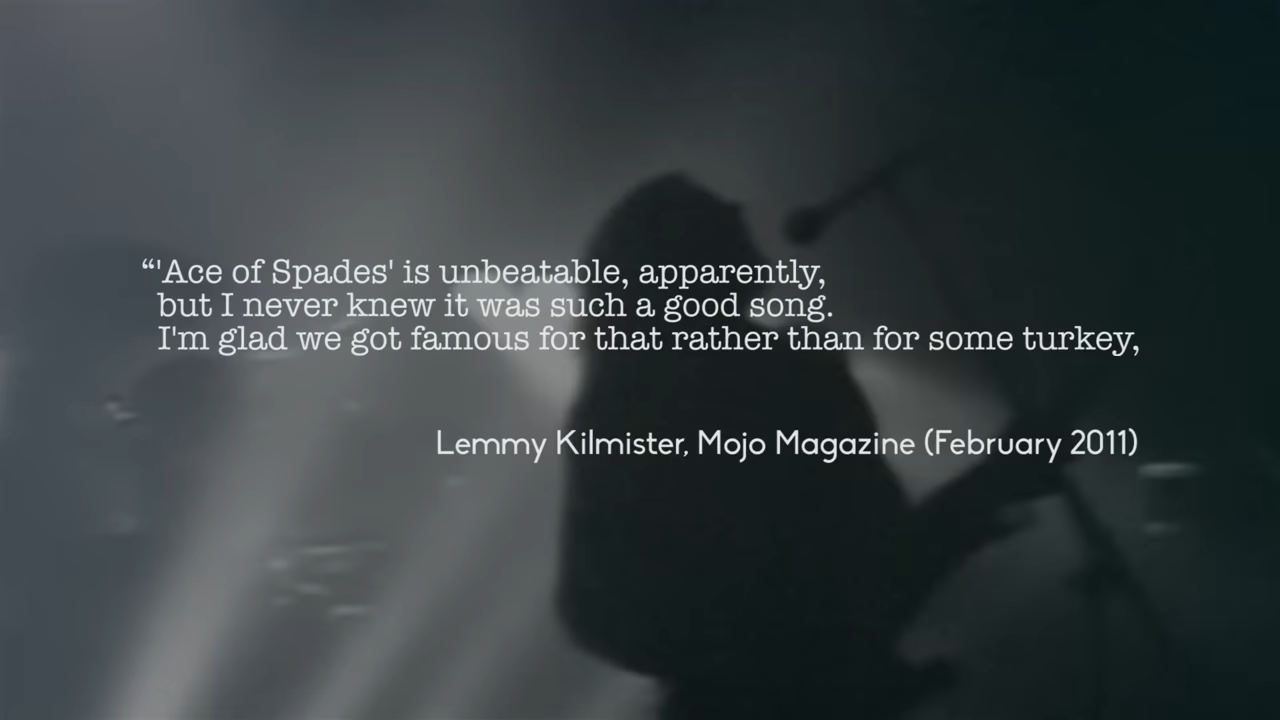 “'Ace of Spades' is unbeatable, apparently,
but I never knew it was such a good song.
I'm glad we got famous for that rather than for some turkey,
Lemmy Kilmister, Mojo Magazine (February 2011)